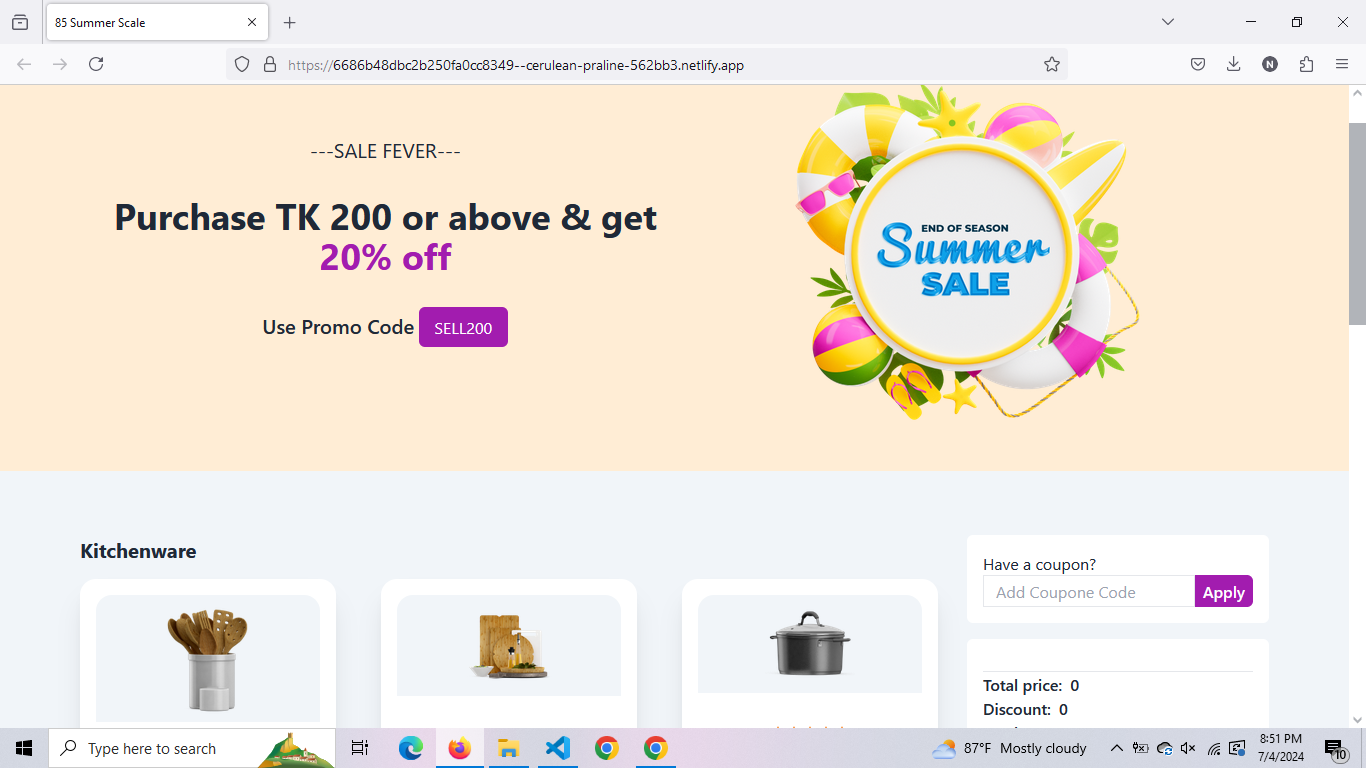 85 Summer Scale
https://6686b48dbc2b250fa0cc8349--cerulean-praline-562bb3.netlify.app
N
---SALE FEVER---
Purchase TK 200 or above & get
20% off
Use Promo Code SELL200
END OF SEASON
Summer
SALE
Kitchenware
Have a coupon?
Add Coupone Code Apply
Total price: 0
Discount: 0
Type here to search
87°F Mostly cloudy
8:51 PM
7/4/2024
10